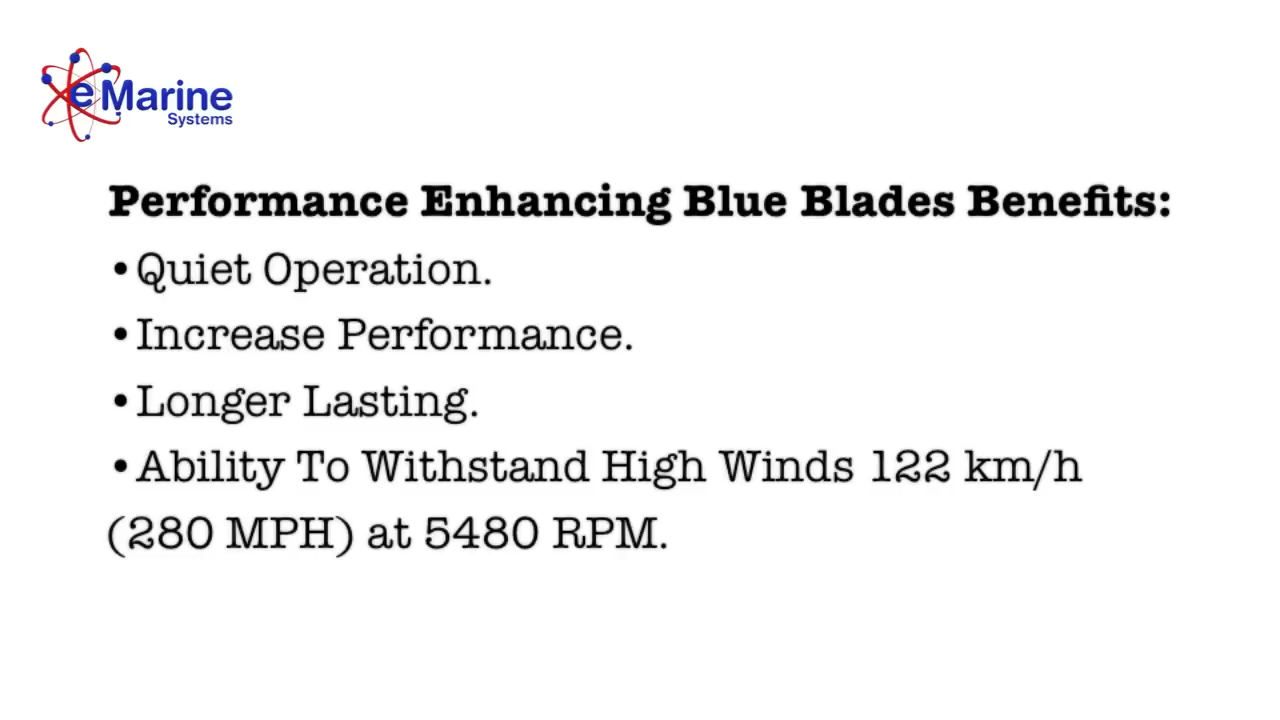 eMarine
Systems
Performance Enhancing Blue Blades Benefits:
•Quiet Operation.
•Increase Performance.
•Longer Lasting.
•Ability To Withstand High Winds 122 km/h
(280 MPH) at 5480 RPM.